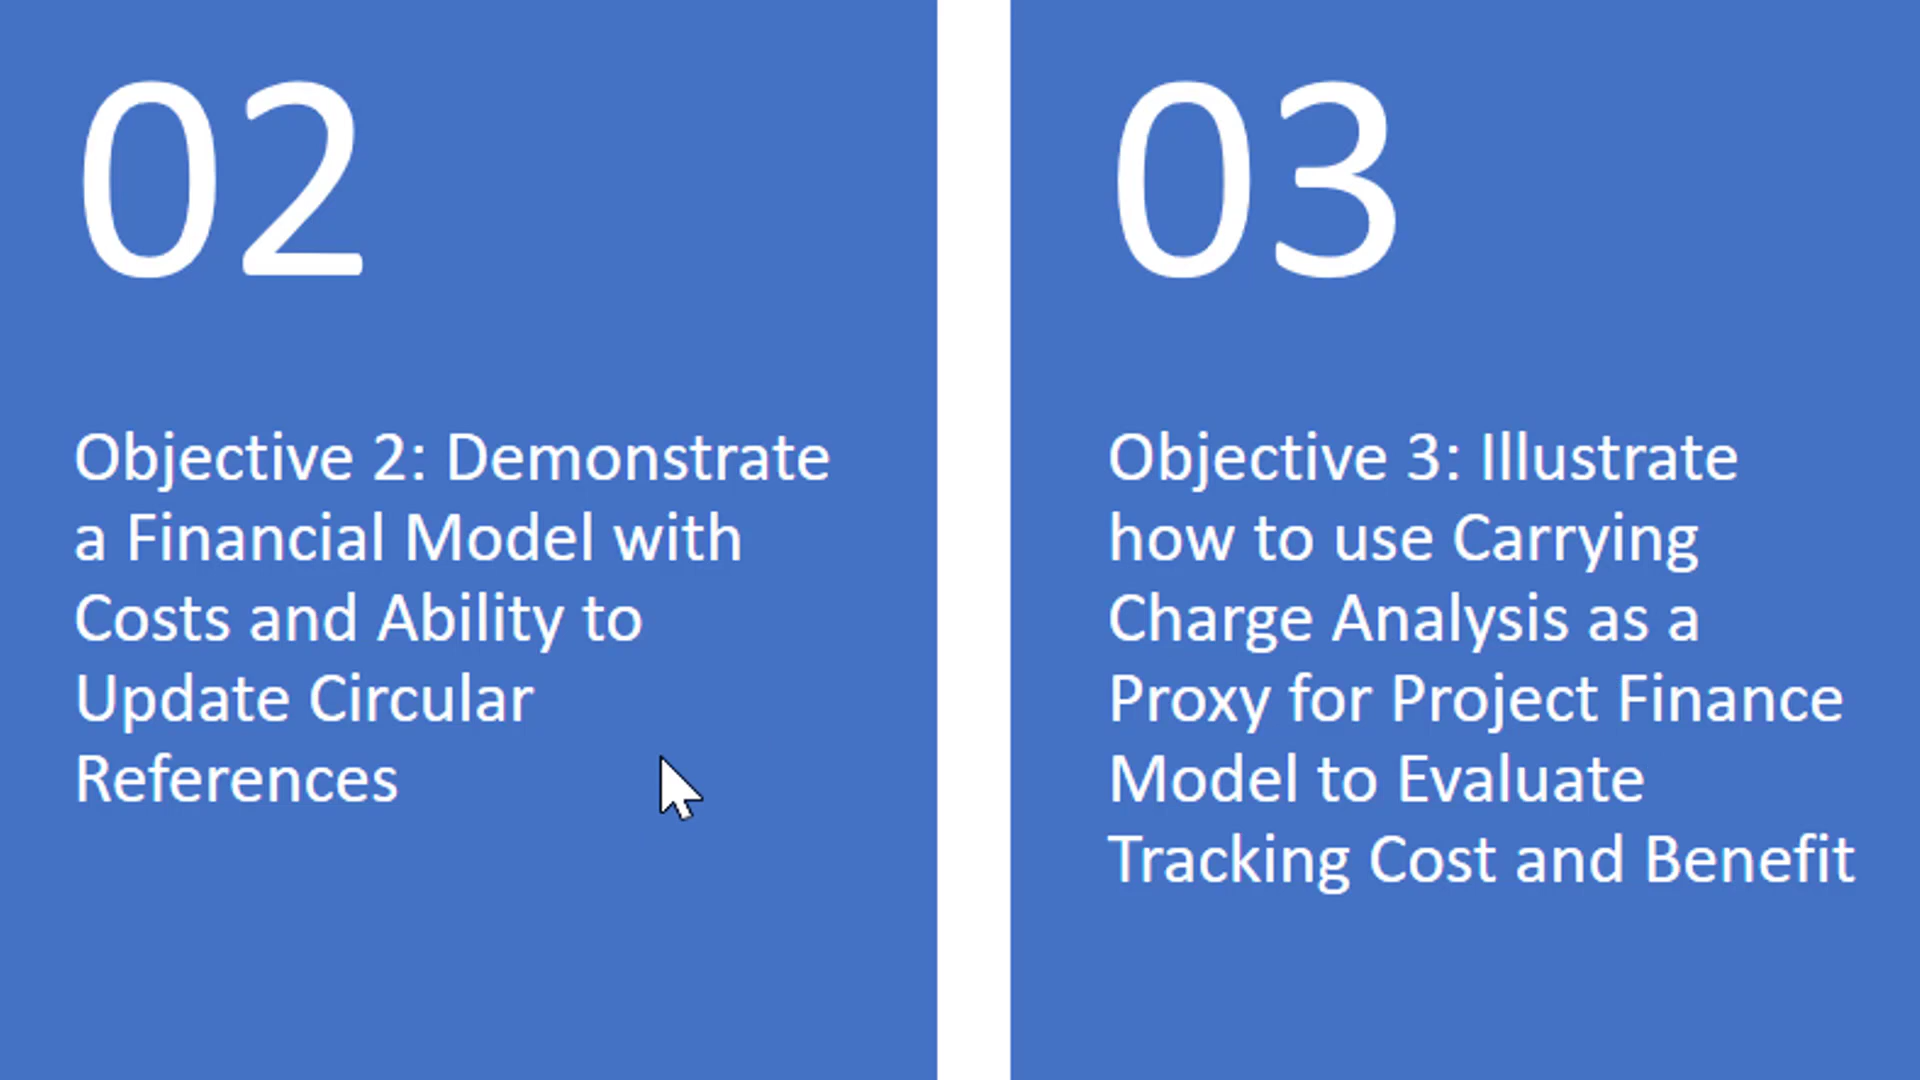 02
Objective 2: Demonstrate
a Financial Model with
Costs and Ability to
Update Circular
References
03
Objective 3: Illustrate
how to use Carrying
Charge Analysis as a
Proxy for Project Finance
Model to Evaluate
Tracking Cost and Benefit